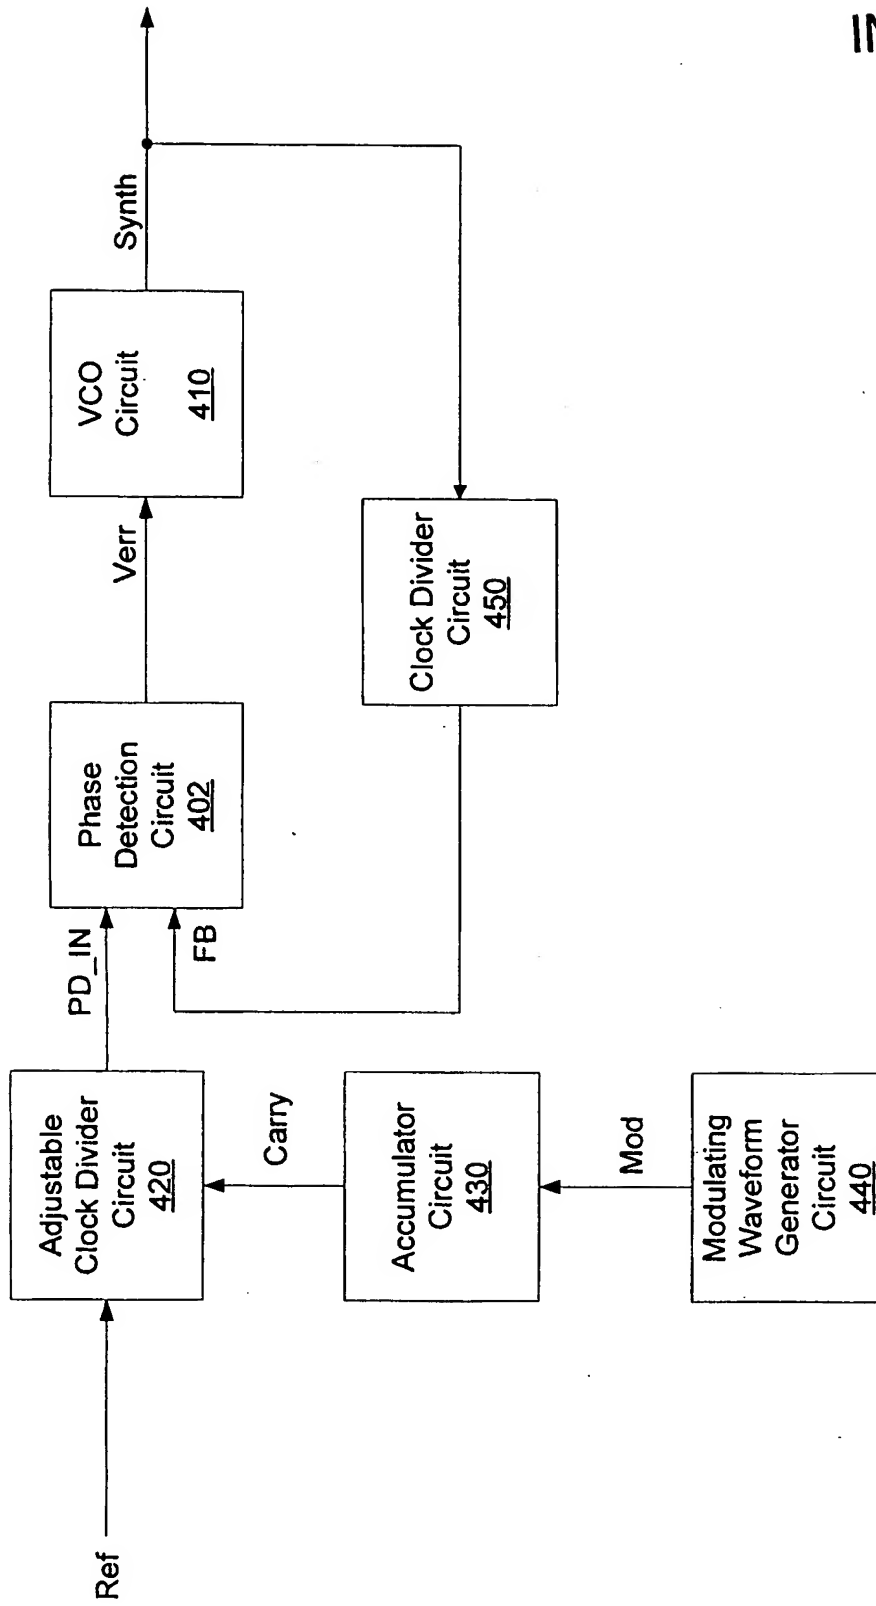 Ref
Adjustable
Clock Divider
Circuit
420
PD_IN
Phase
Detection
Circuit
402
FB
Verr
VCO
Circuit
410
Synth
Clock Divider
Circuit
450
Carry
Accumulator
Circuit
430
Mod
Modulating
Waveform
Generator
Circuit
440